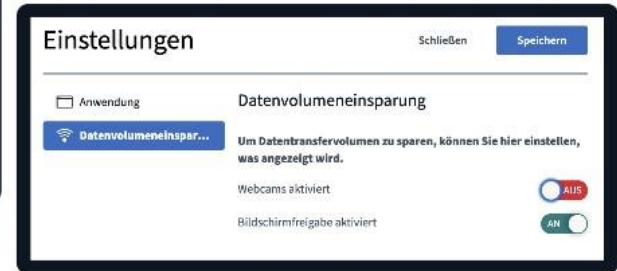 Einstellungen
Schließen
Speichern
Anwendung
Datenvolumeneinspar...
Datenvolumeneinsparung
Um Datentransfervolumen zu sparen, können Sie hier einstellen,
was angezeigt wird.
Webcams aktiviert
AUS
Bildschirmfreigabe aktiviert
AN